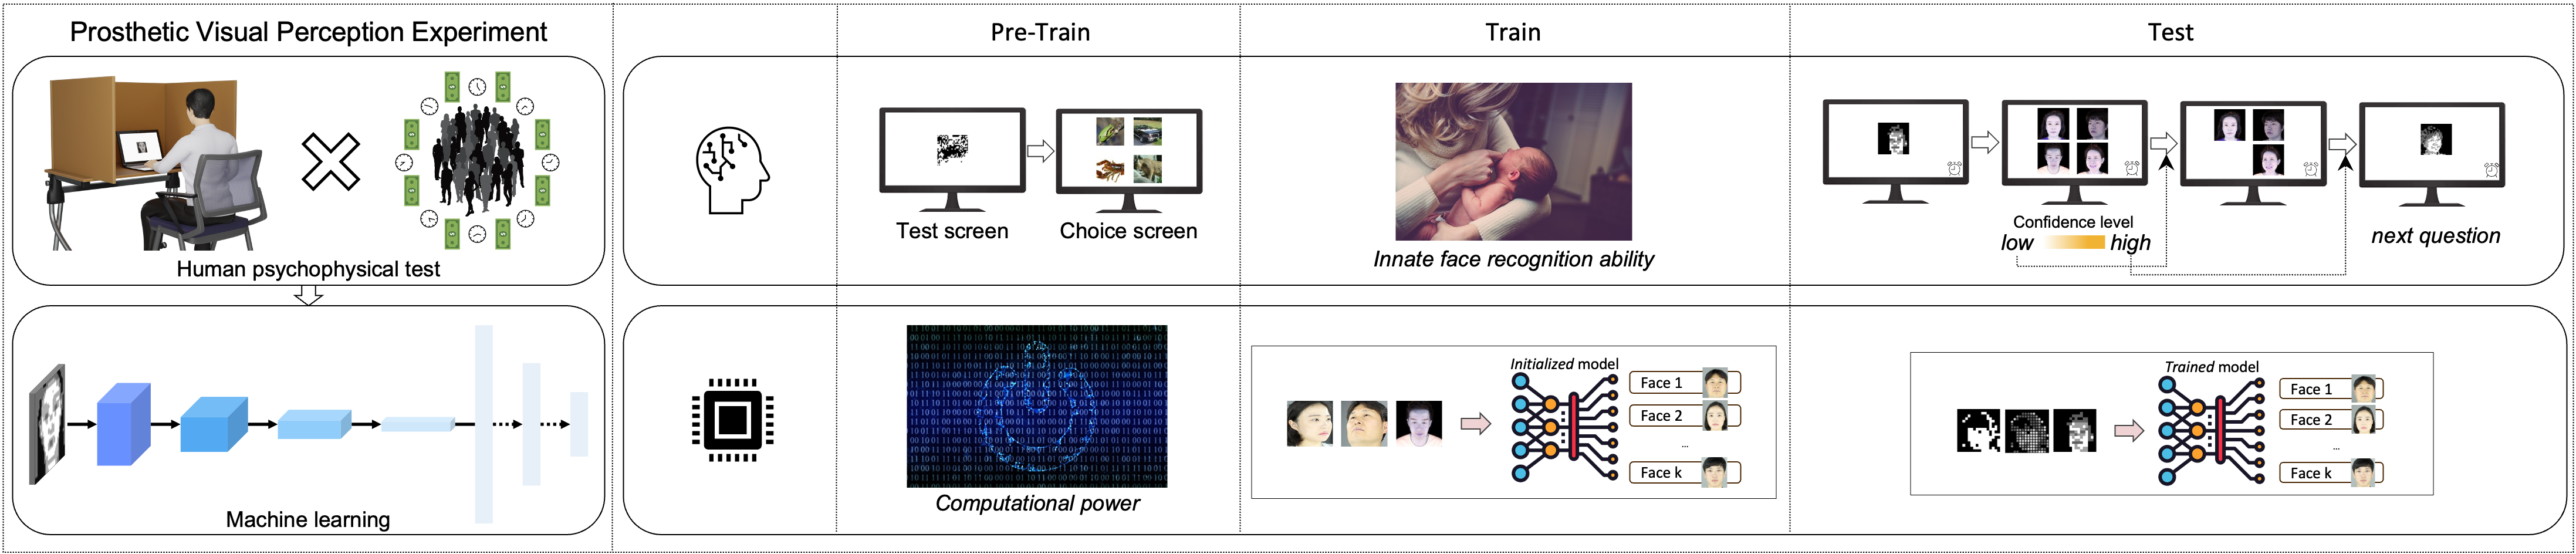 Prosthetic Visual Perception Experiment
Pre-Train
Train
Test
Human psychophysical test
Test screen
Choice screen
Innate face recognition ability
Confidence level
low
high
next question
Machine learning
Computational power
Initialized model
Face 1
Face 2
...
Face k
Trained model
Face 1
Face 2
...
Face k